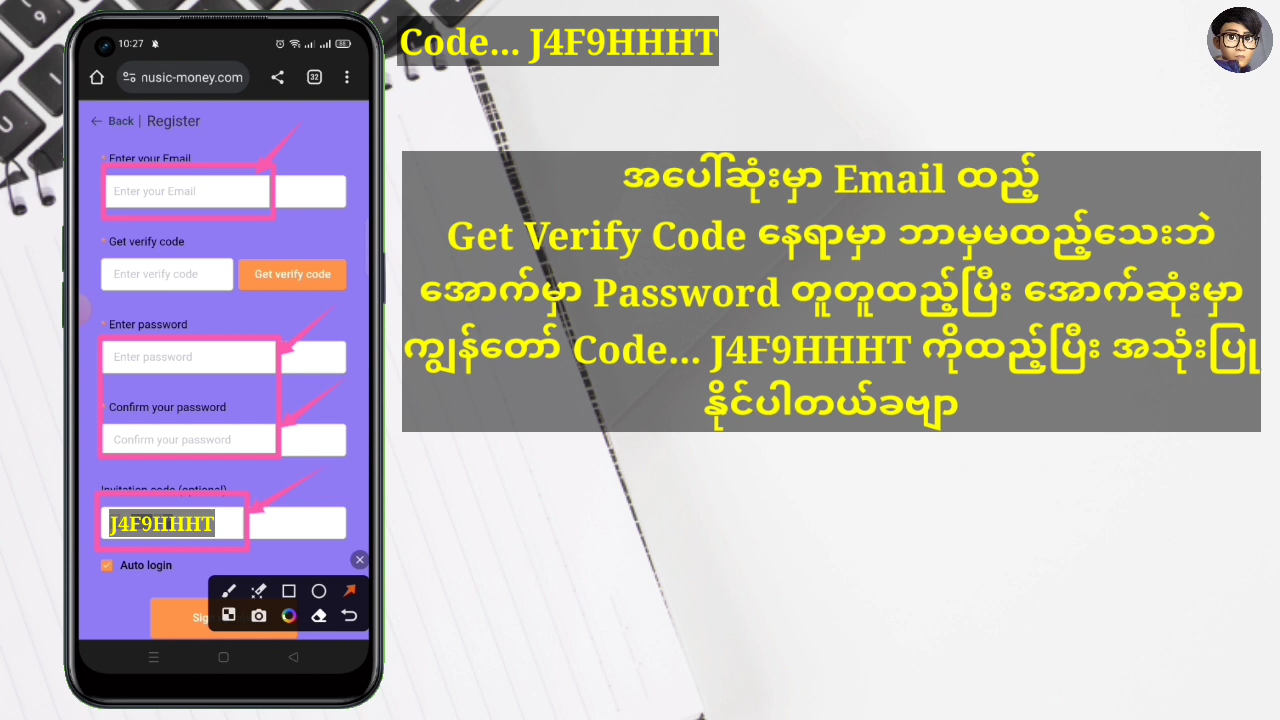 Code... J4F9HHHT
10:27
music-money.com
32
Back | Register
* Enter your Email
Enter your Email
* Get verify code
Enter verify code
Get verify code
* Enter password
Enter password
* Confirm your password
Confirm your password
Invitation code (optional)
J4F9HHHT
Auto login
အပေါ်ဆုံးမှာ Email ထည့်
Get Verify Code နေရာမှာ ဘာမှမထည့်သေးဘဲ
အောက်မှာ Password တူတူထည့်ပြီး အောက်ဆုံးမှာ
ကျွန်တော် Code... J4F9HHHT ကိုထည့်ပြီး အသုံးပြု
နိုင်ပါတယ်ခဗျာ